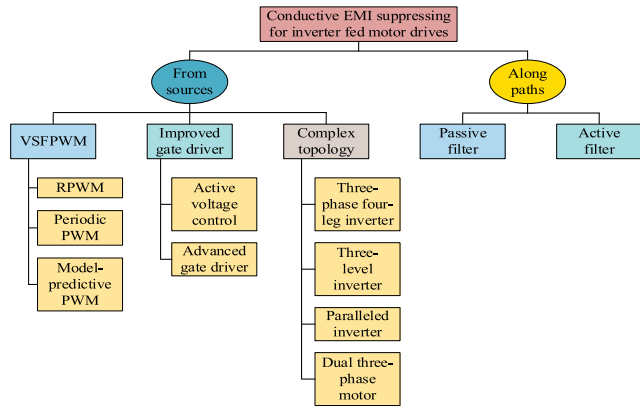 Conductive EMI suppressing
for inverter fed motor drives
From
sources
Along
paths
VSFPWM
Improved
gate driver
Complex
topology
Passive
filter
Active
filter
RPWM
Periodic
PWM
Model-
predictive
PWM
Active
voltage
control
Advanced
gate driver
Three-
phase four-
leg inverter
Three-
level
inverter
Paralleled
inverter
Dual three-
phase
motor